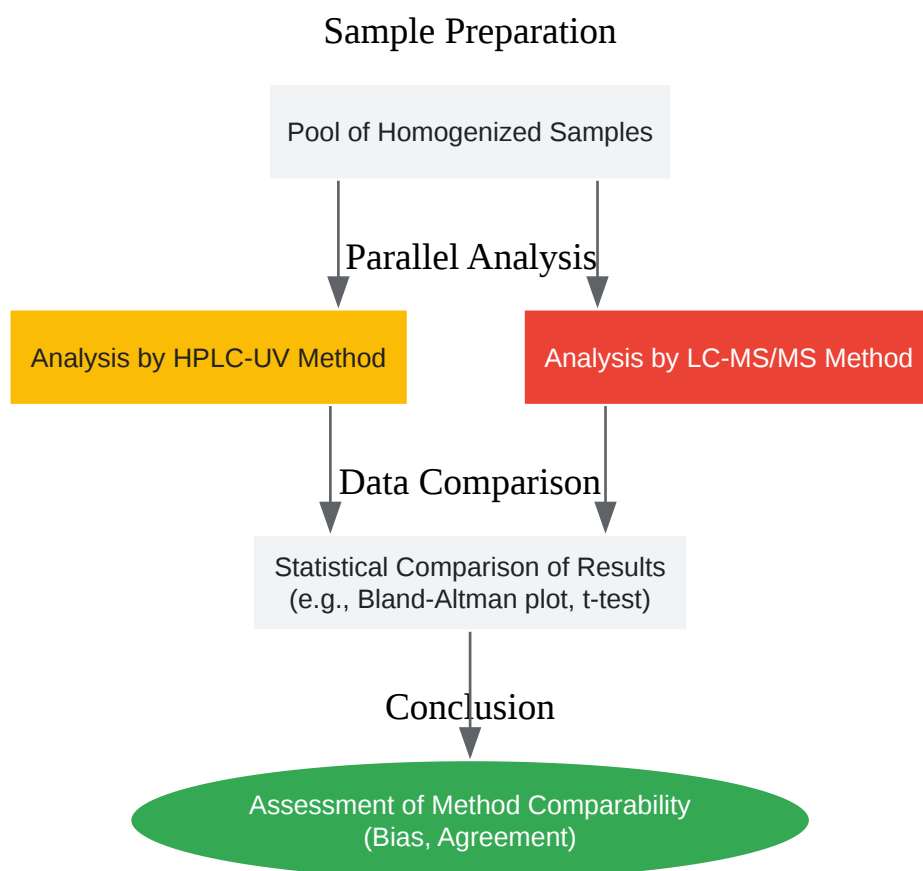 Sample Preparation
Pool of Homogenized Samples
Parallel Analysis
Analysis by HPLC-UV Method
Analysis by LC-MS/MS Method
Data Comparison
Statistical Comparison of Results
(e.g., Bland-Altman plot, t-test)
Conclusion
Assessment of Method Comparability
(Bias, Agreement)